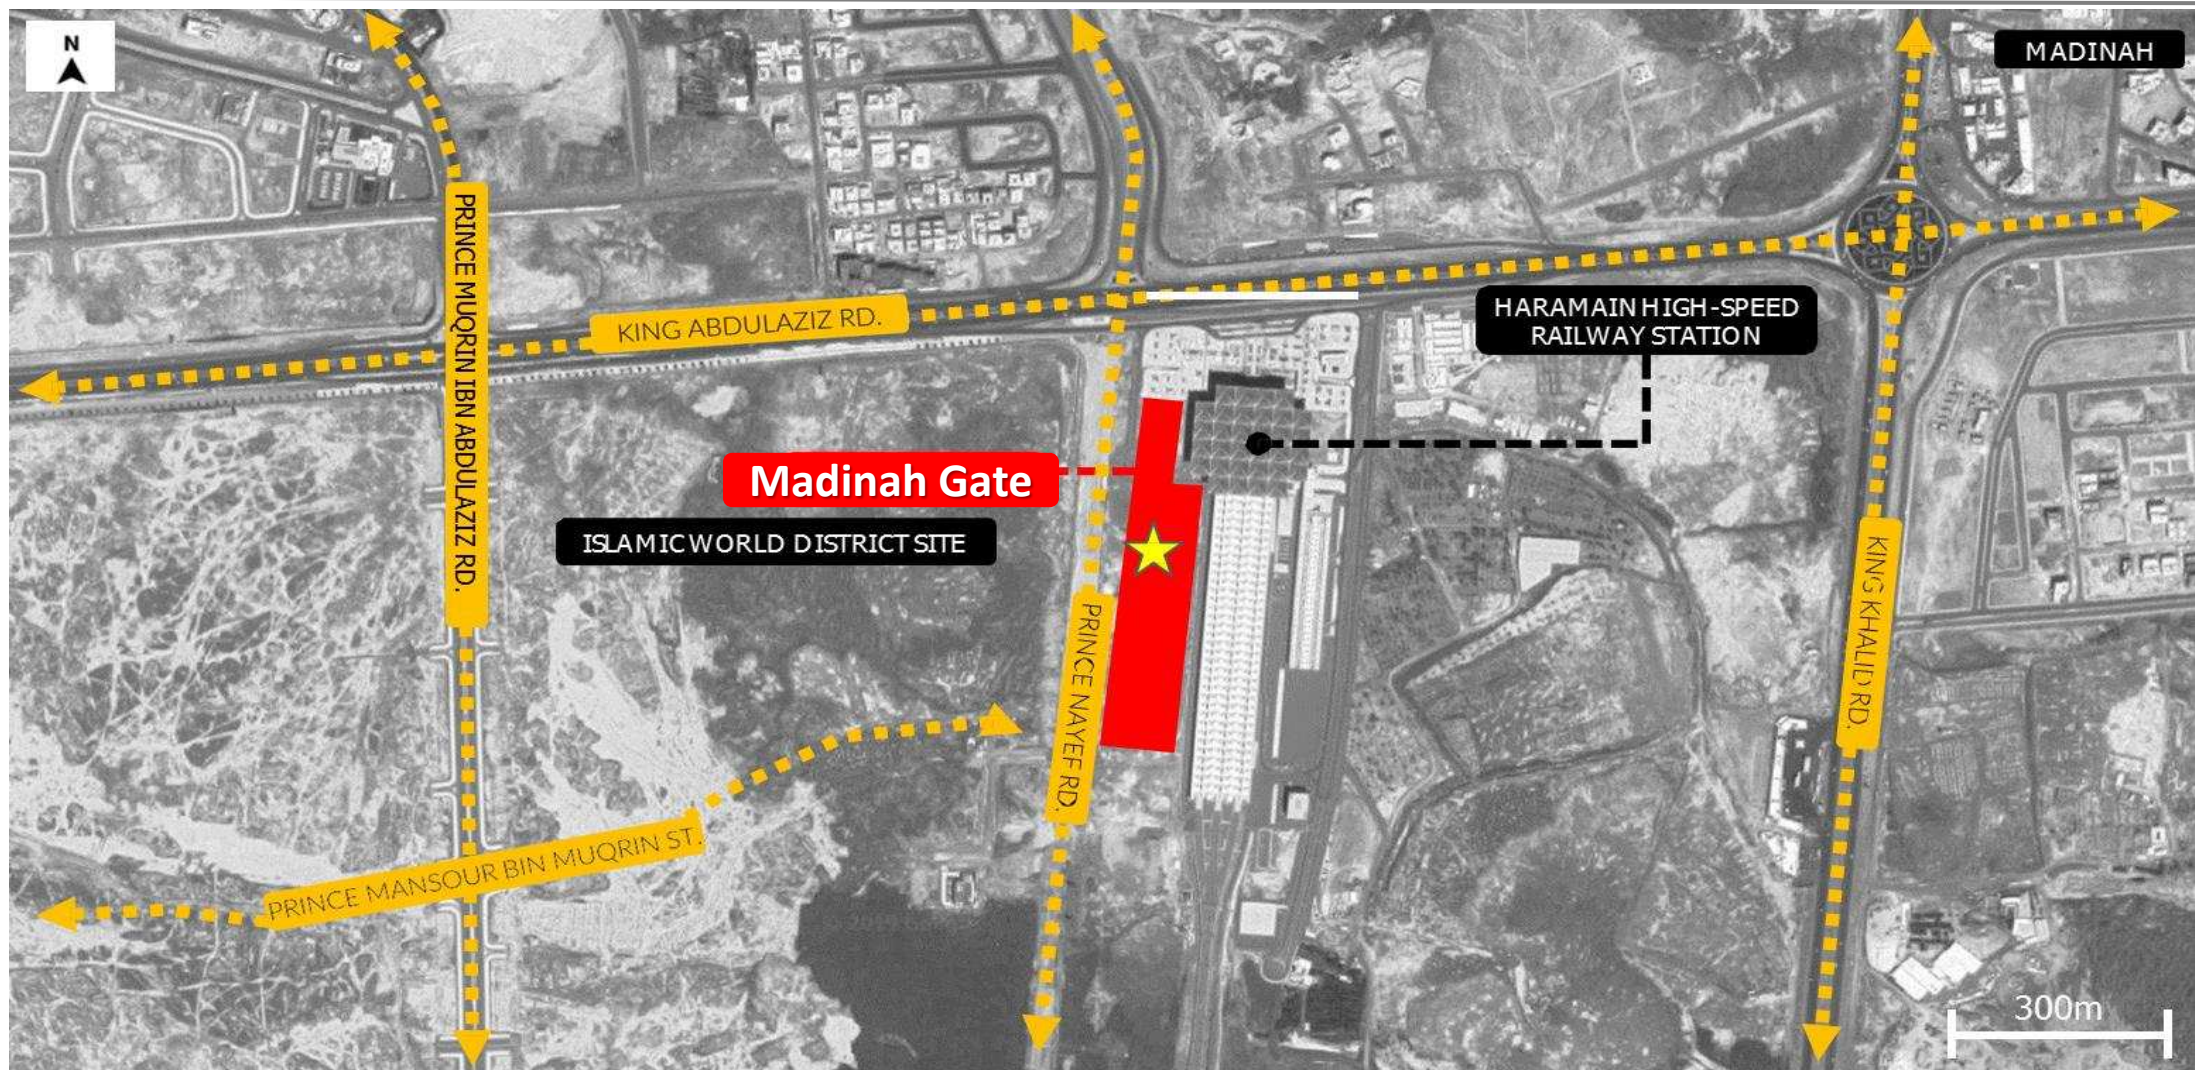 N
MADINAH
PRINCE MUQRIN IBN ABDULAZIZ RD.
KING ABDULAZIZ RD.
HARAMAIN HIGH-SPEED
RAILWAY STATION
Madinah Gate
ISLAMIC WORLD DISTRICT SITE
PRINCE NAYEF RD.
KING KHALID RD.
PRINCE MANSOUR BIN MUQRIN ST.
300m